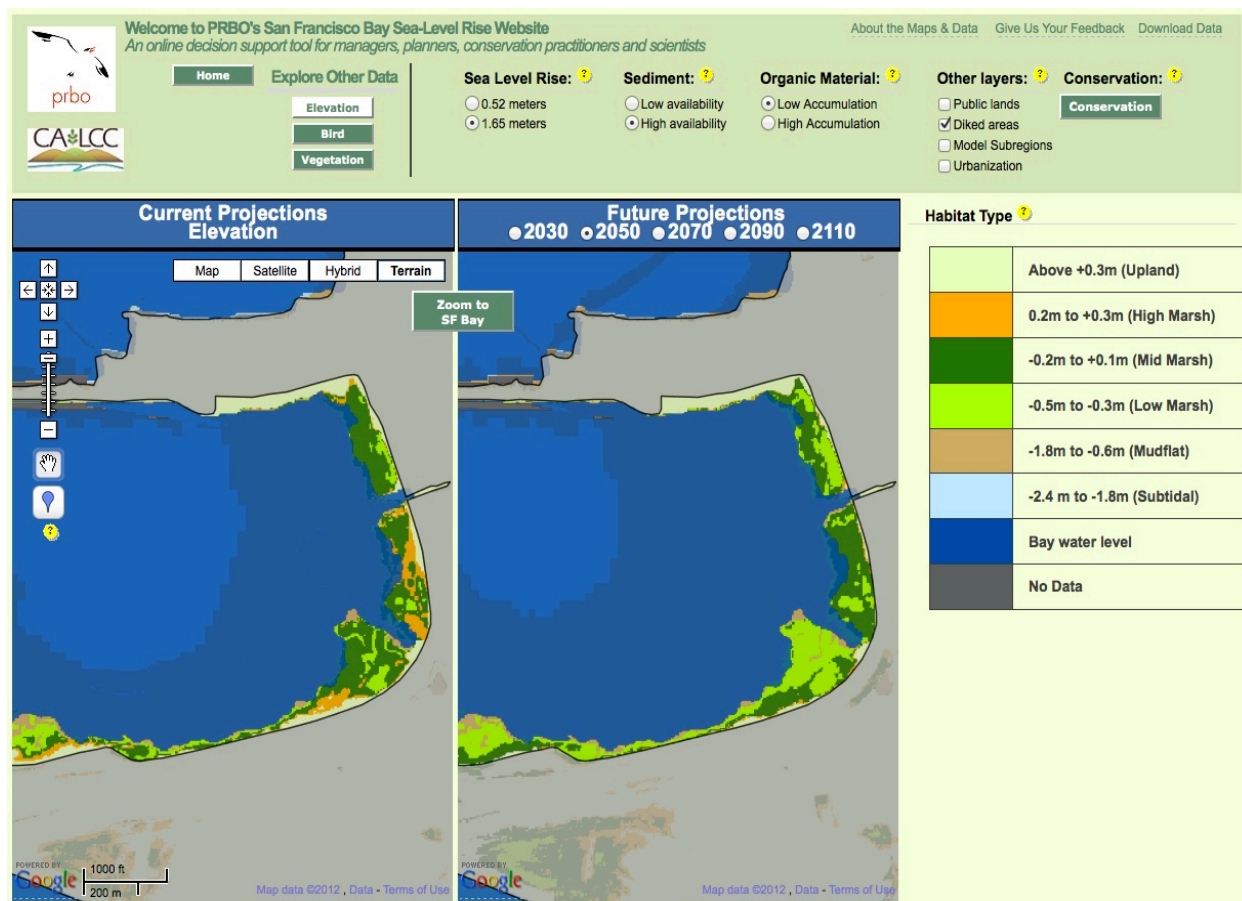 Welcome to PRBO's San Francisco Bay Sea-Level Rise Website
An online decision support tool for managers, planners, conservation practitioners and scientists
About the Maps & Data Give Us Your Feedback Download Data
prbo
CA LCC
Home
Explore Other Data
Elevation
Bird
Vegetation
Sea Level Rise: ?
0.52 meters
1.65 meters
Sediment: ?
Low availability
High availability
Organic Material: ?
Low Accumulation
High Accumulation
Other layers: ?
Public lands
Diked areas
Model Subregions
Urbanization
Conservation: ?
Conservation
Current Projections
Elevation
Future Projections
2030 2050 2070 2090 2110
Map Satellite Hybrid Terrain
Zoom to
SF Bay
?
POWERED BY
Google
1000 ft
200 m
Map data ©2012 , Data - Terms of Use
POWERED BY
Google
Map data ©2012 , Data - Terms of Use
Habitat Type ?
Above +0.3m (Upland)
0.2m to +0.3m (High Marsh)
-0.2m to +0.1m (Mid Marsh)
-0.5m to -0.3m (Low Marsh)
-1.8m to -0.6m (Mudflat)
-2.4 m to -1.8m (Subtidal)
Bay water level
No Data